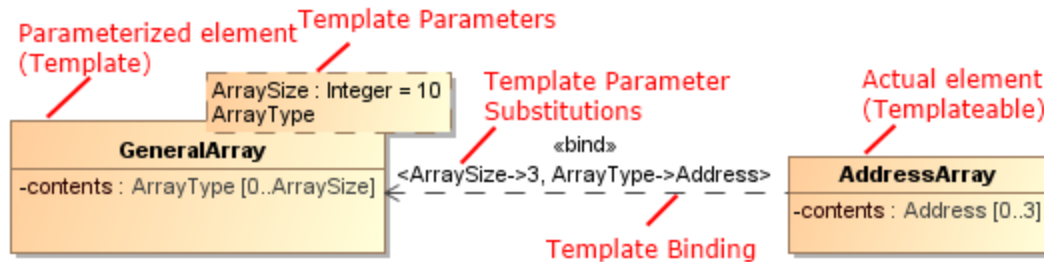 Parameterized element
(Template)
Template Parameters
ArraySize : Integer = 10
ArrayType
GeneralArray
-contents : ArrayType [0..ArraySize]
Template Parameter
Substitutions
«bind»
<ArraySize->3, ArrayType->Address>
Template Binding
Actual element
(Templateable)
AddressArray
-contents : Address [0..3]